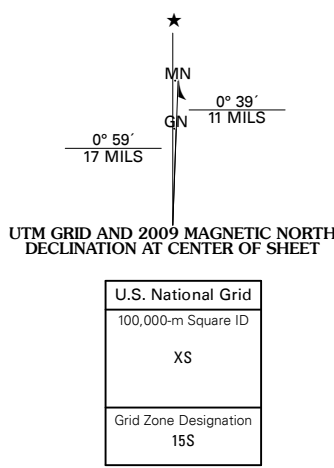 ★
MN
0° 39´
11 MILS
GN
0° 59´
17 MILS
UTM GRID AND 2009 MAGNETIC NORTH
DECLINATION AT CENTER OF SHEET
U.S. National Grid
100,000-m Square ID
XS
Grid Zone Designation
15S